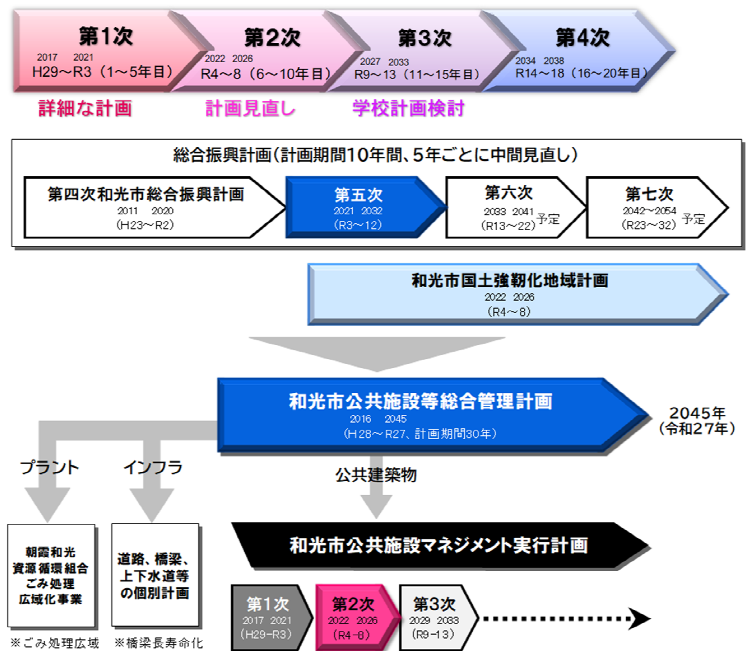 第1次
2017 2021
H29～R3（1～5年目）
第2次
2022 2026
R4～8（6～10年目）
第3次
2027 2033
R9～13（11～15年目）
第4次
2034 2038
R14～18（16～20年目）
詳細な計画
計画見直し
学校計画検討
総合振興計画（計画期間10年間、5年ごとに中間見直し）
第四次和光市総合振興計画
2011 2020
（H23～R2）
第五次
2021 2032
（R3～12）
第六次
2033 2041
（R13～22）予定
第七次
2042～2054
（R23～32）予定
和光市国土強靭化地域計画
2022 2026
（R4～8）
和光市公共施設等総合管理計画
2016 2045
（H28～R27、計画期間30年）
2045年
（令和27年）
プラント
インフラ
公共建築物
朝霞和光
資源循環組合
ごみ処理
広域化事業
※ごみ処理広域
道路、橋梁、
上下水道等
の個別計画
※橋梁長寿命化
和光市公共施設マネジメント実行計画
第1次
2017 2021
（H29-R3）
第2次
2022 2026
（R4-8）
第3次
2029 2033
（R9-13）